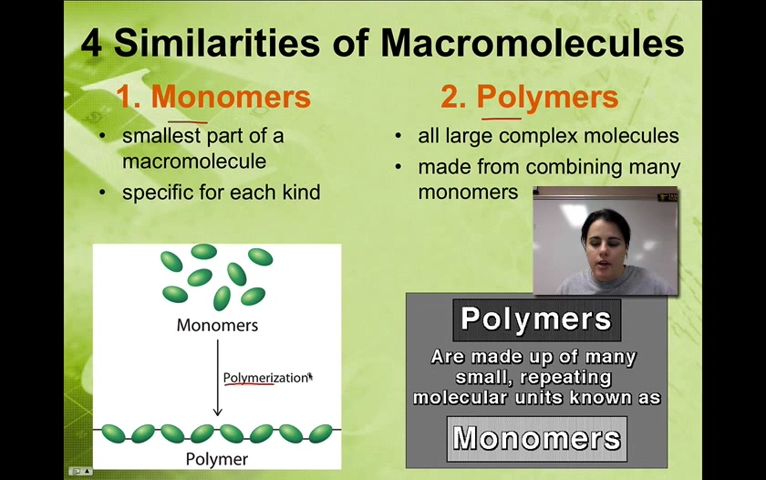 4 Similarities of Macromolecules
1. Monomers
• smallest part of a
macromolecule
• specific for each kind
2. Polymers
• all large complex molecules
• made from combining many
monomers
Monomers
Polymerization
Polymer
Polymers
Are made up of many
small, repeating
molecular units known as
Monomers